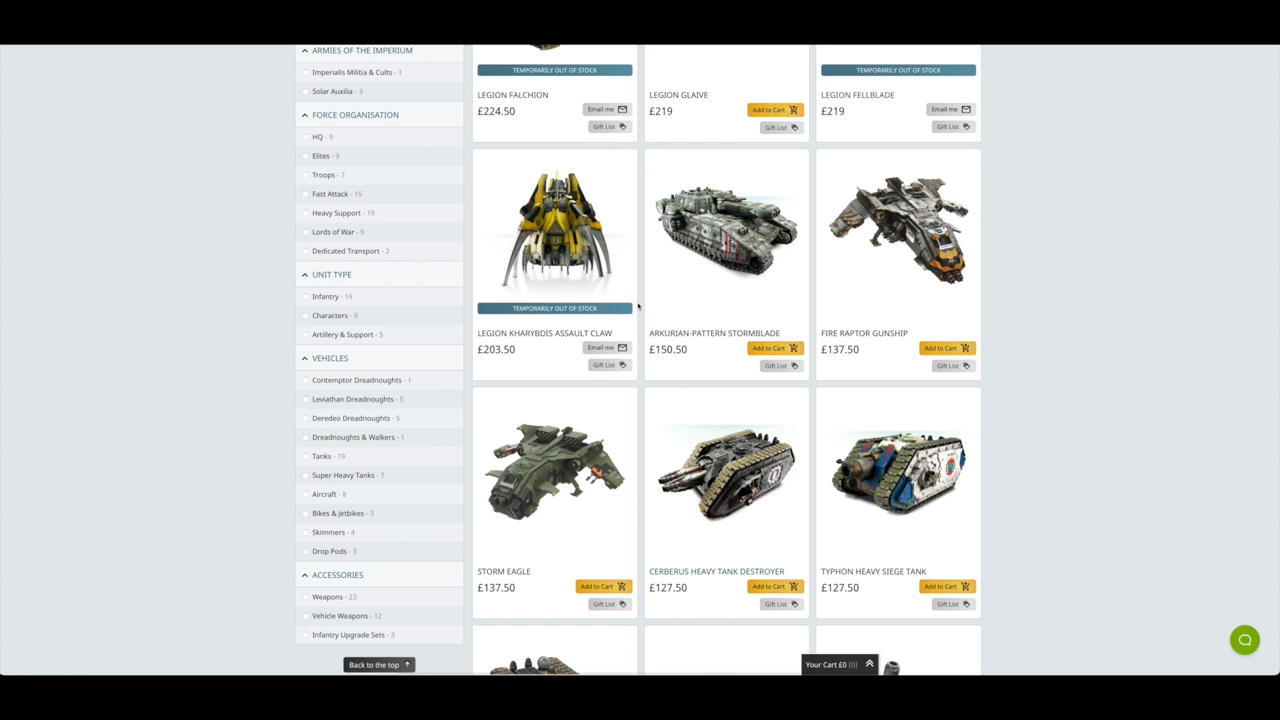 ARMIES OF THE IMPERIUM
Imperialis Militia & Cults - 1
Solar Auxilia - 3
FORCE ORGANISATION
HQ - 9
Elites - 9
Troops - 7
Fast Attack - 15
Heavy Support - 19
Lords of War - 9
Dedicated Transport - 2
UNIT TYPE
Infantry - 19
Characters - 9
Artillery & Support - 5
VEHICLES
Contemptor Dreadnoughts - 1
Leviathan Dreadnoughts - 5
Deredeo Dreadnoughts - 5
Dreadnoughts & Walkers - 1
Tanks - 19
Super Heavy Tanks - 7
Aircraft - 8
Bikes & Jetbikes - 3
Skimmers - 4
Drop Pods - 3
ACCESSORIES
Weapons - 23
Vehicle Weapons - 12
Infantry Upgrade Sets - 3
Back to the top
TEMPORARILY OUT OF STOCK
LEGION FALCHION
£224.50
Email me
Gift List
LEGION GLAIVE
£219
Add to Cart
Gift List
TEMPORARILY OUT OF STOCK
LEGION FELLBLADE
£219
Email me
Gift List
TEMPORARILY OUT OF STOCK
LEGION KHARYBDIS ASSAULT CLAW
£203.50
Email me
Gift List
ARKURIAN-PATTERN STORMBLADE
£150.50
Add to Cart
Gift List
FIRE RAPTOR GUNSHIP
£137.50
Add to Cart
Gift List
STORM EAGLE
£137.50
Add to Cart
Gift List
CERBERUS HEAVY TANK DESTROYER
£127.50
Add to Cart
Gift List
TYPHON HEAVY SIEGE TANK
£127.50
Add to Cart
Gift List
Your Cart £0 (0)